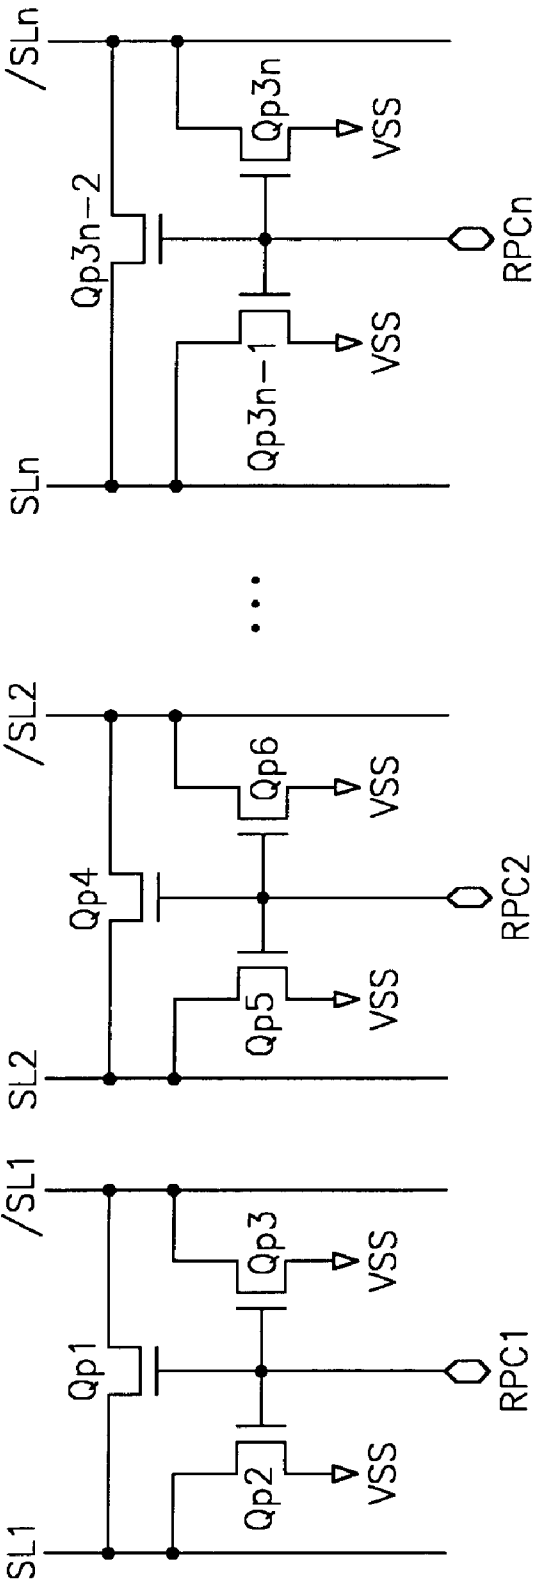 SL1
/SL1
SL2
/SL2
SLn
/SLn
Qp1
Qp4
Qp3n-2
Qp2
Qp3
Qp5
Qp6
Qp3n-1
Qp3n
...
VSS
VSS
VSS
VSS
VSS
VSS
RPC1
RPC2
RPCn